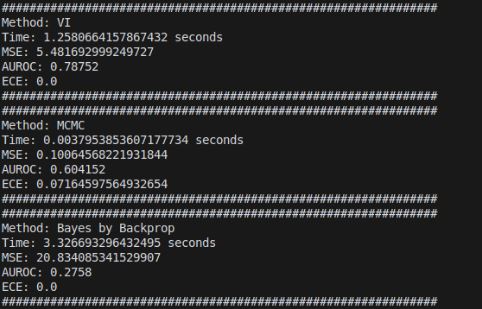 ###############################################################
Method: VI
Time: 1.2580664157867432 seconds
MSE: 5.481692999249727
AUROC: 0.78752
ECE: 0.0
###############################################################
###############################################################
Method: MCMC
Time: 0.0037953853607177734 seconds
MSE: 0.10064568221931844
AUROC: 0.604152
ECE: 0.07164597564932654
###############################################################
###############################################################
Method: Bayes by Backprop
Time: 3.326693296432495 seconds
MSE: 20.834085341529907
AUROC: 0.2758
ECE: 0.0
###############################################################